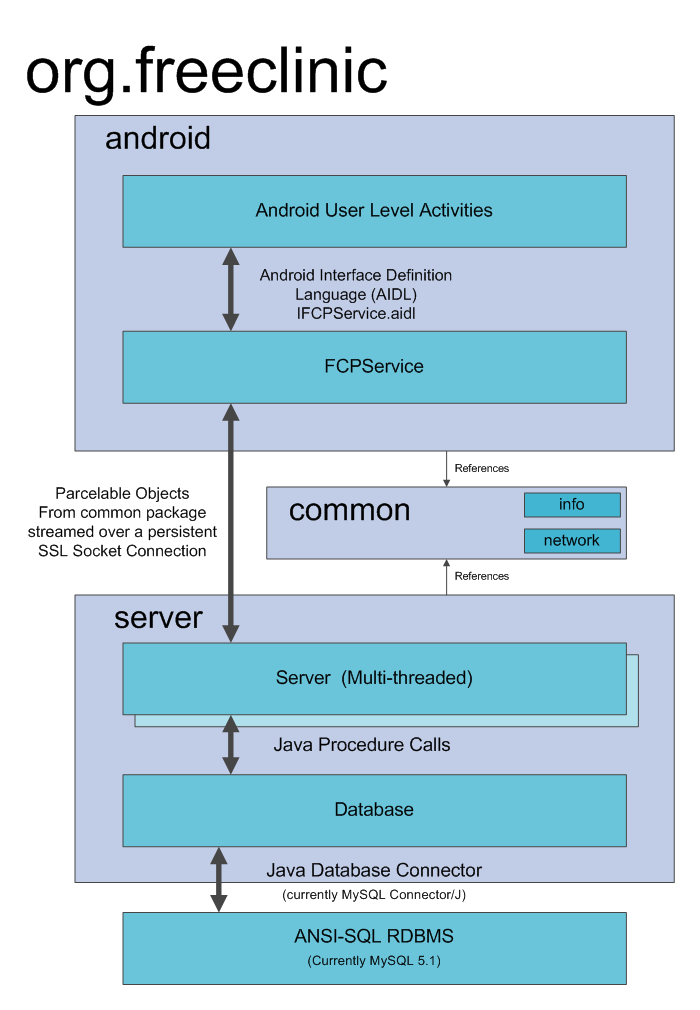 org.freeclinic
android
Android User Level Activities
Android Interface Definition
Language (AIDL)
IFCPService.aidl
FCPService
References
Parcelable Objects
From common package
streamed over a persistent
SSL Socket Connection
common
info
network
References
server
Server (Multi-threaded)
Java Procedure Calls
Database
Java Database Connector
(currently MySQL Connector/J)
ANSI-SQL RDBMS
(Currently MySQL 5.1)